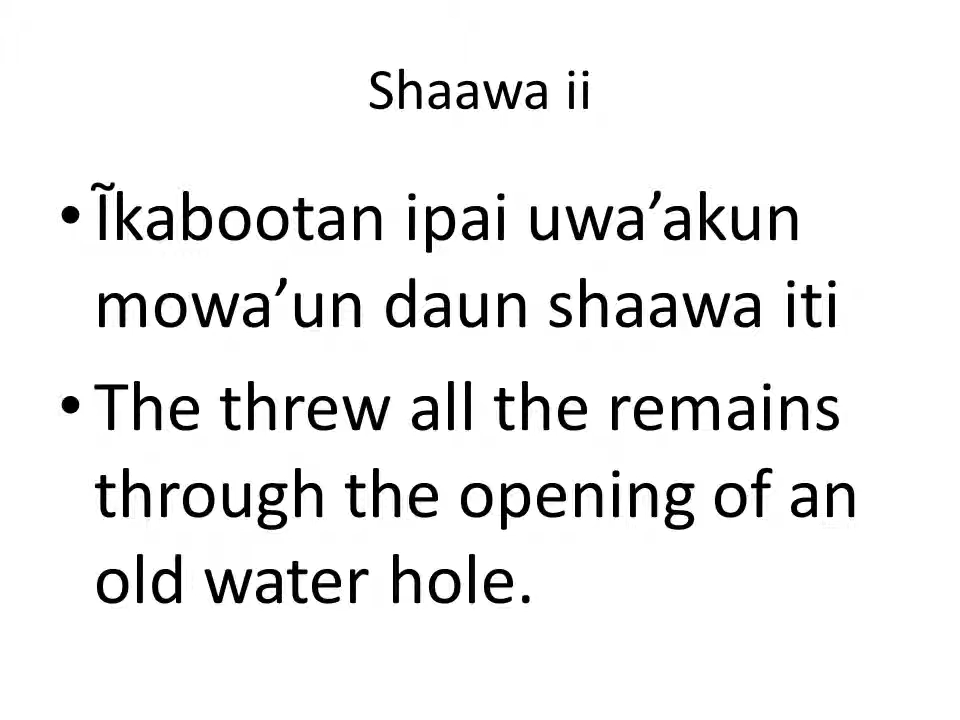 Shaawa ii
• Ĩkabootan ipai uwa’akun
mowa’un daun shaawa iti
• The threw all the remains
through the opening of an
old water hole.